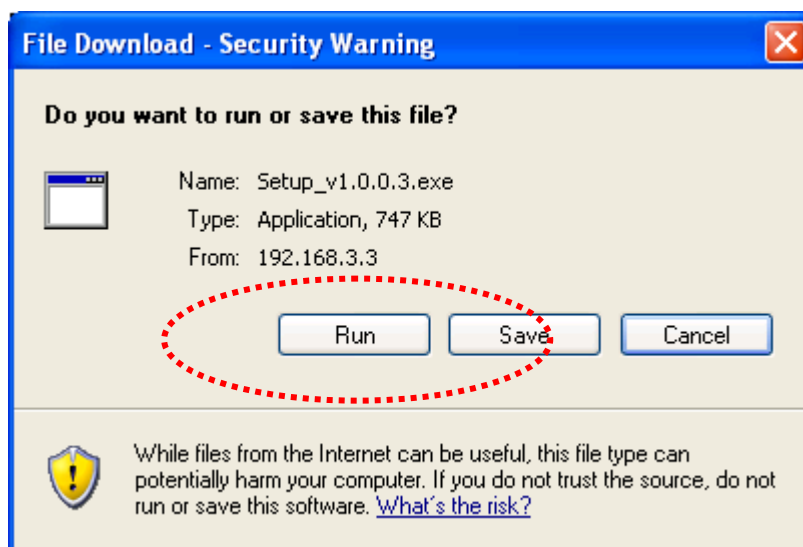 File Download - Security Warning
Do you want to run or save this file?
Name: Setup_v1.0.0.3.exe
Type: Application, 747 KB
From: 192.168.3.3
Run Save Cancel
While files from the Internet can be useful, this file type can
potentially harm your computer. If you do not trust the source, do not
run or save this software. What's the risk?